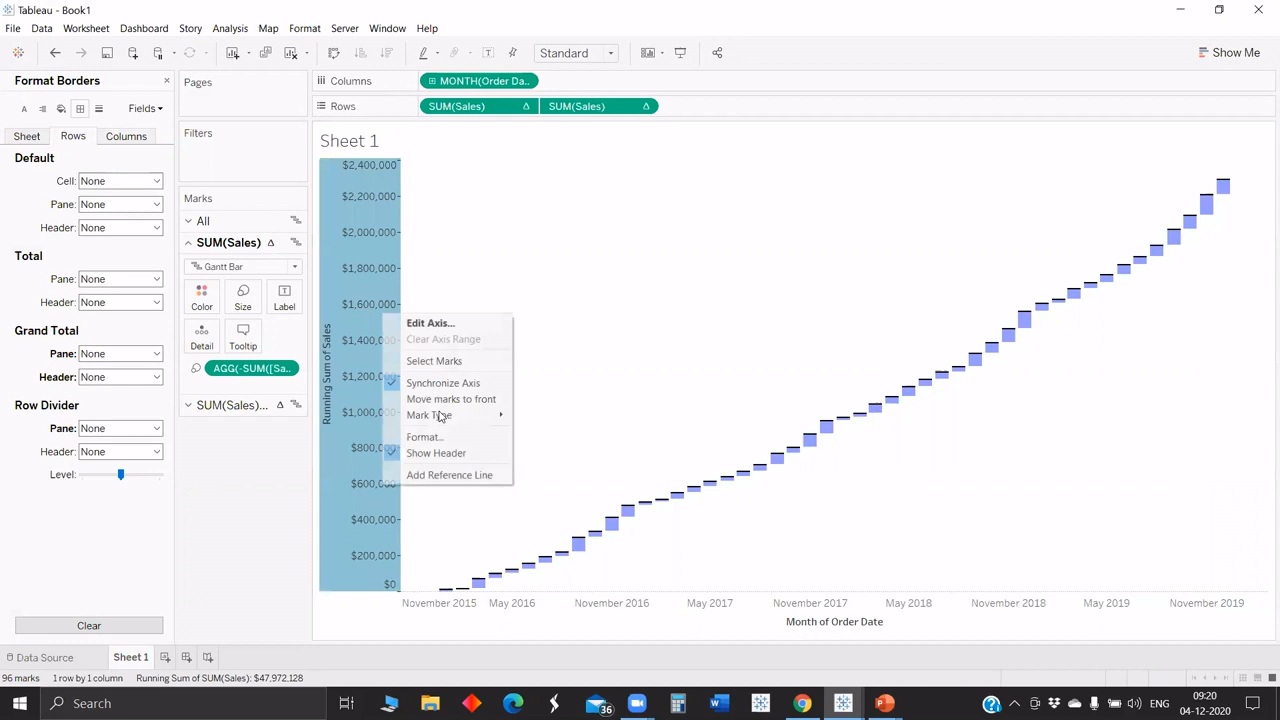 Tableau - Book1
File Data Worksheet Dashboard Story Analysis Map Format Server Window Help
Standard
Show Me
Format Borders
Fields
Sheet Rows Columns
Default
Cell: None
Pane: None
Header: None
Total
Pane: None
Header: None
Grand Total
Pane: None
Header: None
Row Divider
Pane: None
Header: None
Level:
Clear
Pages
Filters
Marks
All
SUM(Sales)
Gantt Bar
Color Size Label
Detail Tooltip
AGG(-SUM([Sa..
SUM(Sales)...
Columns MONTH(Order Da..
Rows SUM(Sales) SUM(Sales)
Sheet 1
$2,400,000
$2,200,000
$2,000,000
$1,800,000
$1,600,000
$1,400,000
$1,200,000
$1,000,000
$800,000
$600,000
$400,000
$200,000
$0
Running Sum of Sales
Edit Axis...
Clear Axis Range
Select Marks
Synchronize Axis
Move marks to front
Mark Type
Format...
Show Header
Add Reference Line
November 2015 May 2016 November 2016 May 2017 November 2017 May 2018 November 2018 May 2019 November 2019
Month of Order Date
Data Source Sheet 1
96 marks 1 row by 1 column Running Sum of SUM(Sales): $47,972,128
Search
36
ENG
09:20
04-12-2020